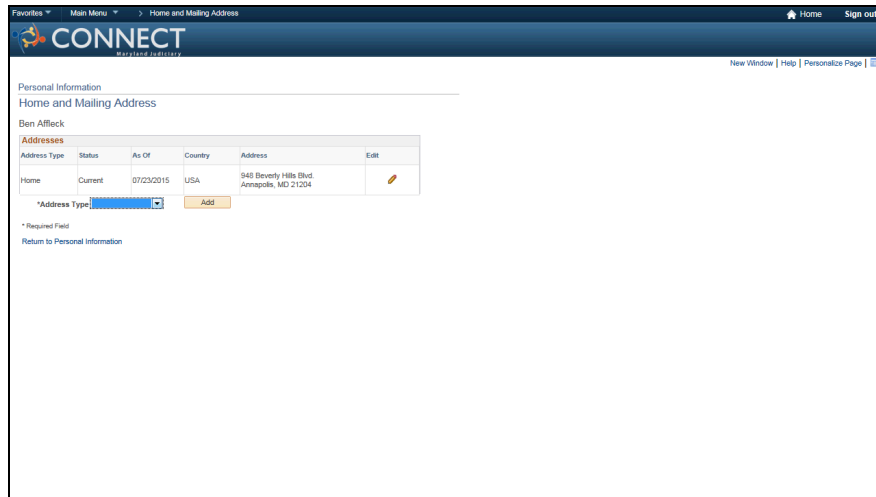 Favorites Main Menu > Home and Mailing Address Home Sign out
CONNECT
Maryland Judiciary
New Window | Help | Personalize Page |
Personal Information
Home and Mailing Address
Ben Affleck
Addresses
Address Type Status As Of Country Address Edit
Home Current 07/23/2015 USA 948 Beverly Hills Blvd.
Annapolis, MD 21204
*Address Type Add
* Required Field
Return to Personal Information